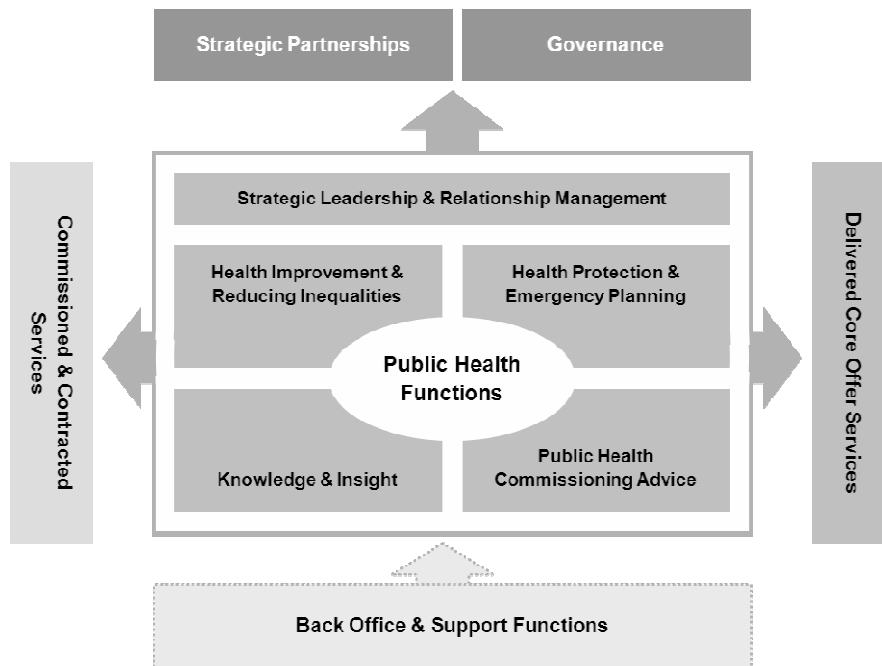 Strategic Partnerships
Governance
Strategic Leadership & Relationship Management
Health Improvement &
Reducing Inequalities
Health Protection &
Emergency Planning
Public Health
Functions
Knowledge & Insight
Public Health
Commissioning Advice
Commissioned & Contracted
Services
Delivered Core Offer Services
Back Office & Support Functions